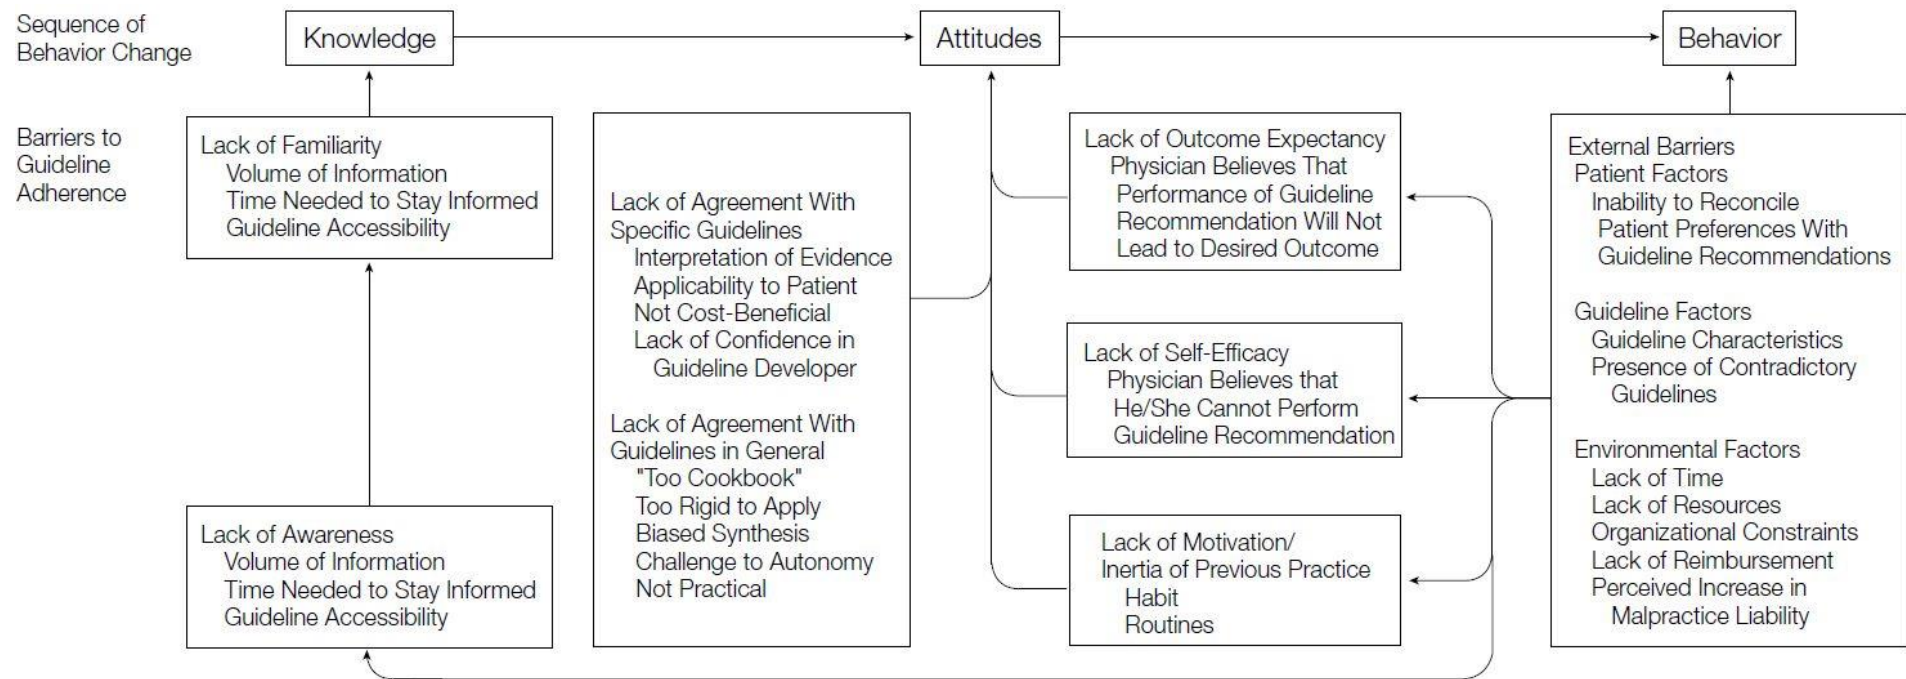 Sequence of
Behavior Change
Knowledge
Attitudes
Behavior
Barriers to
Guideline
Adherence
Lack of Familiarity
Volume of Information
Time Needed to Stay Informed
Guideline Accessibility
Lack of Awareness
Volume of Information
Time Needed to Stay Informed
Guideline Accessibility
Lack of Agreement With
Specific Guidelines
Interpretation of Evidence
Applicability to Patient
Not Cost-Beneficial
Lack of Confidence in
Guideline Developer
Lack of Agreement With
Guidelines in General
"Too Cookbook"
Too Rigid to Apply
Biased Synthesis
Challenge to Autonomy
Not Practical
Lack of Outcome Expectancy
Physician Believes That
Performance of Guideline
Recommendation Will Not
Lead to Desired Outcome
Lack of Self-Efficacy
Physician Believes that
He/She Cannot Perform
Guideline Recommendation
Lack of Motivation/
Inertia of Previous Practice
Habit
Routines
External Barriers
Patient Factors
Inability to Reconcile
Patient Preferences With
Guideline Recommendations
Guideline Factors
Guideline Characteristics
Presence of Contradictory
Guidelines
Environmental Factors
Lack of Time
Lack of Resources
Organizational Constraints
Lack of Reimbursement
Perceived Increase in
Malpractice Liability